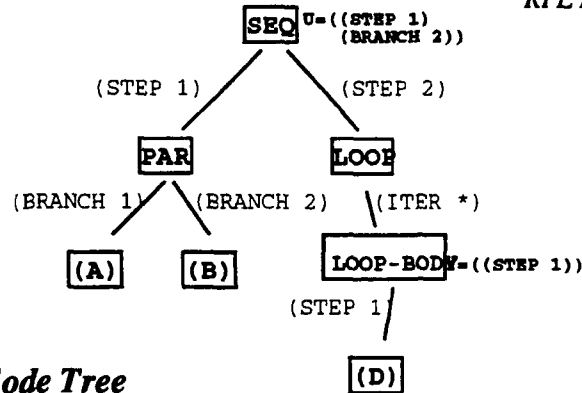 SEQ U=((STEP 1)
(BRANCH 2))
(STEP 1) (STEP 2)
PAR LOOP
(BRANCH 1) (BRANCH 2) (ITER *)
(A) (B) LOOP-BODY =((STEP 1))
(STEP 1)
(D)
Tree